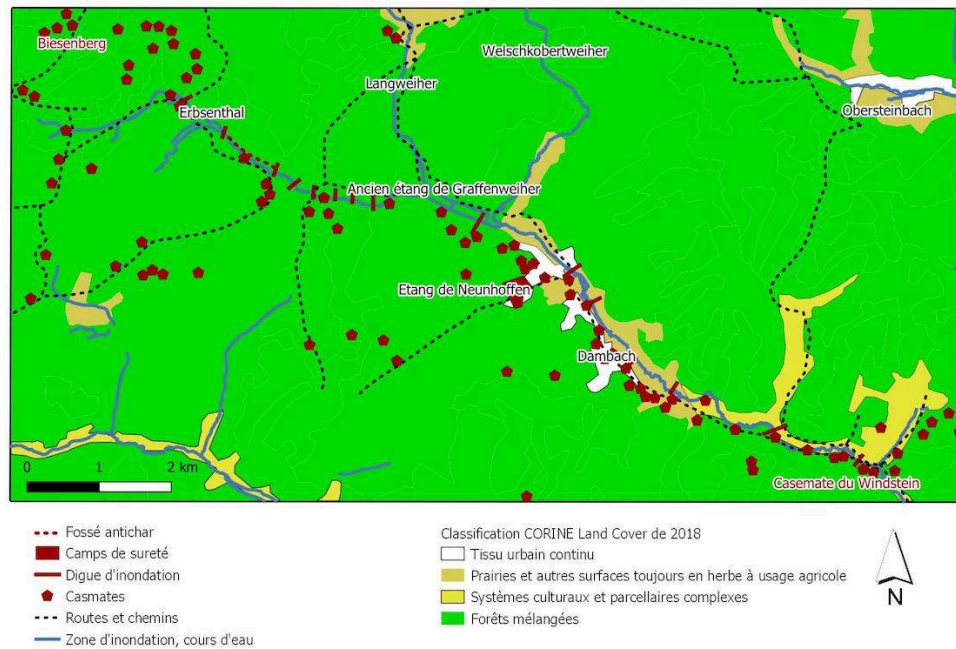 Biesenberg
Welschkobertweiher
Langweiher
Erbsenthal
Obersteinbach
Ancien étang de Graffenweiher
Etang de Neunhoffen
Dambach
0 1 2 km
Casemate du Windstein
Fossé antichar
Camps de sureté
Digue d'inondation
Casmates
Routes et chemins
Zone d'inondation, cours d'eau
Classification CORINE Land Cover de 2018
Tissu urbain continu
Prairies et autres surfaces toujours en herbe à usage agricole
Systèmes culturaux et parcellaires complexes
Forêts mélangées
N